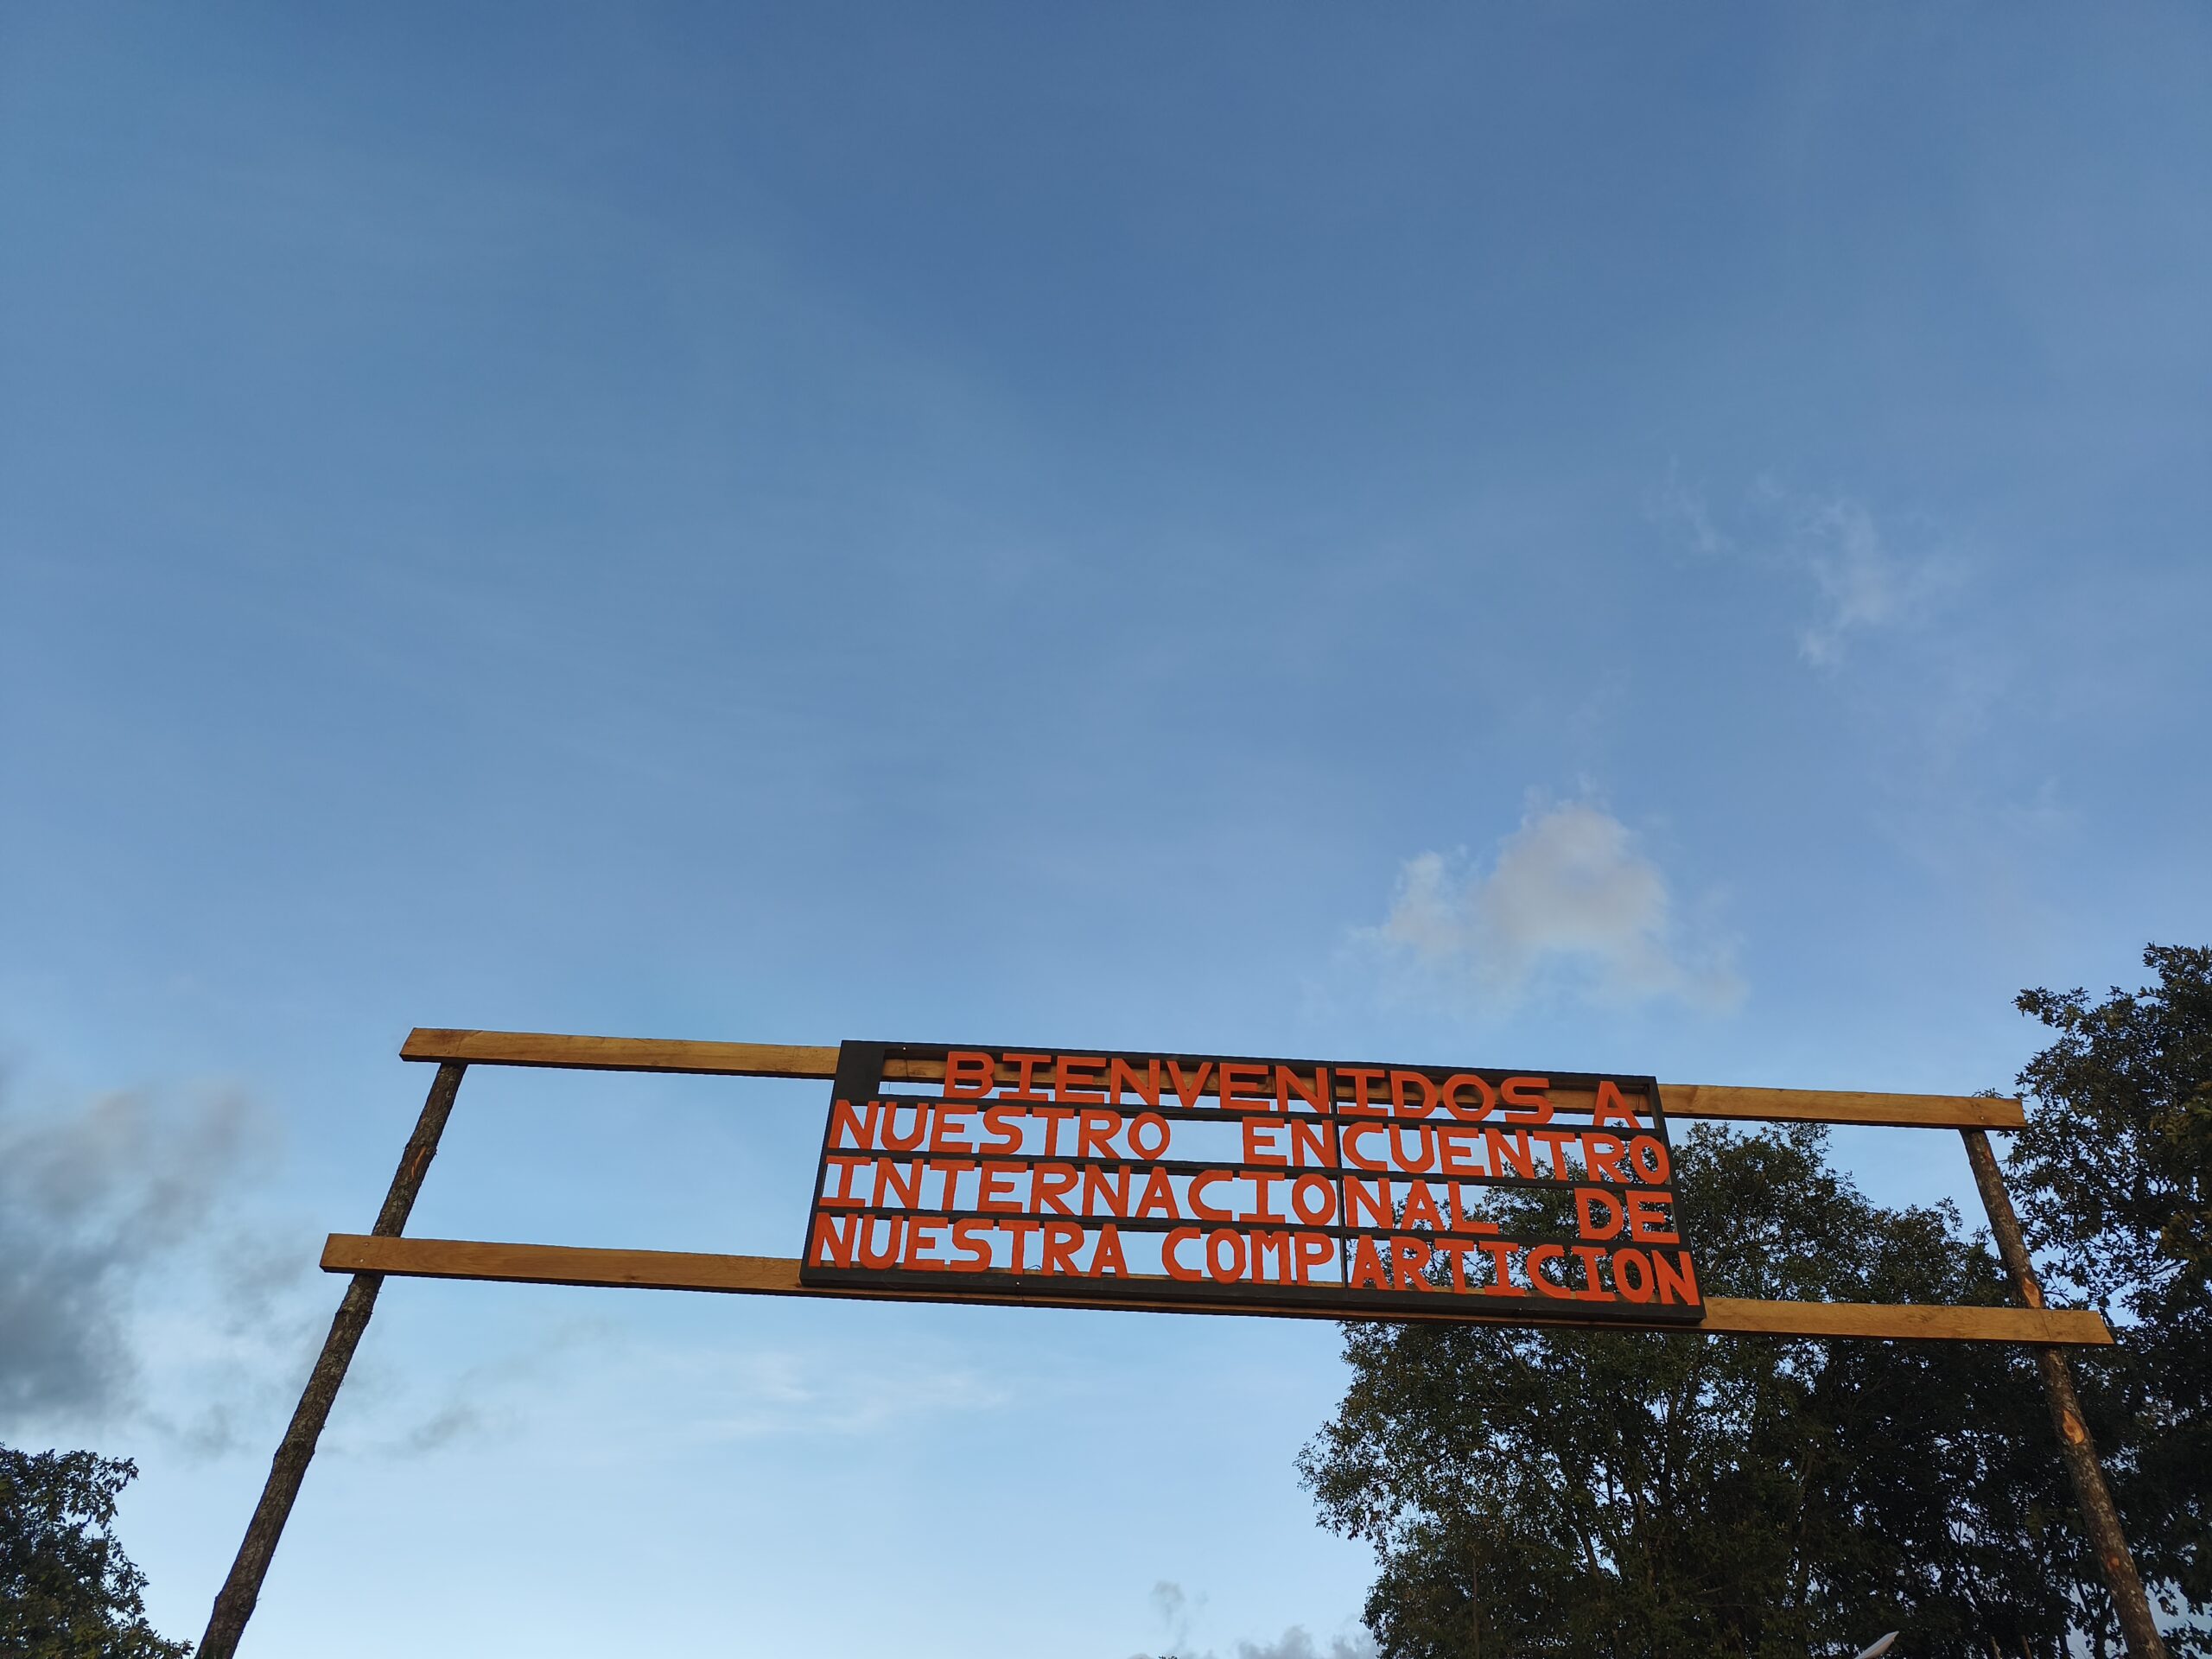 BIENVENIDOS A
NUESTRO ENCUENTRO
INTERNACIONAL DE
NUESTRA COMPARTICION